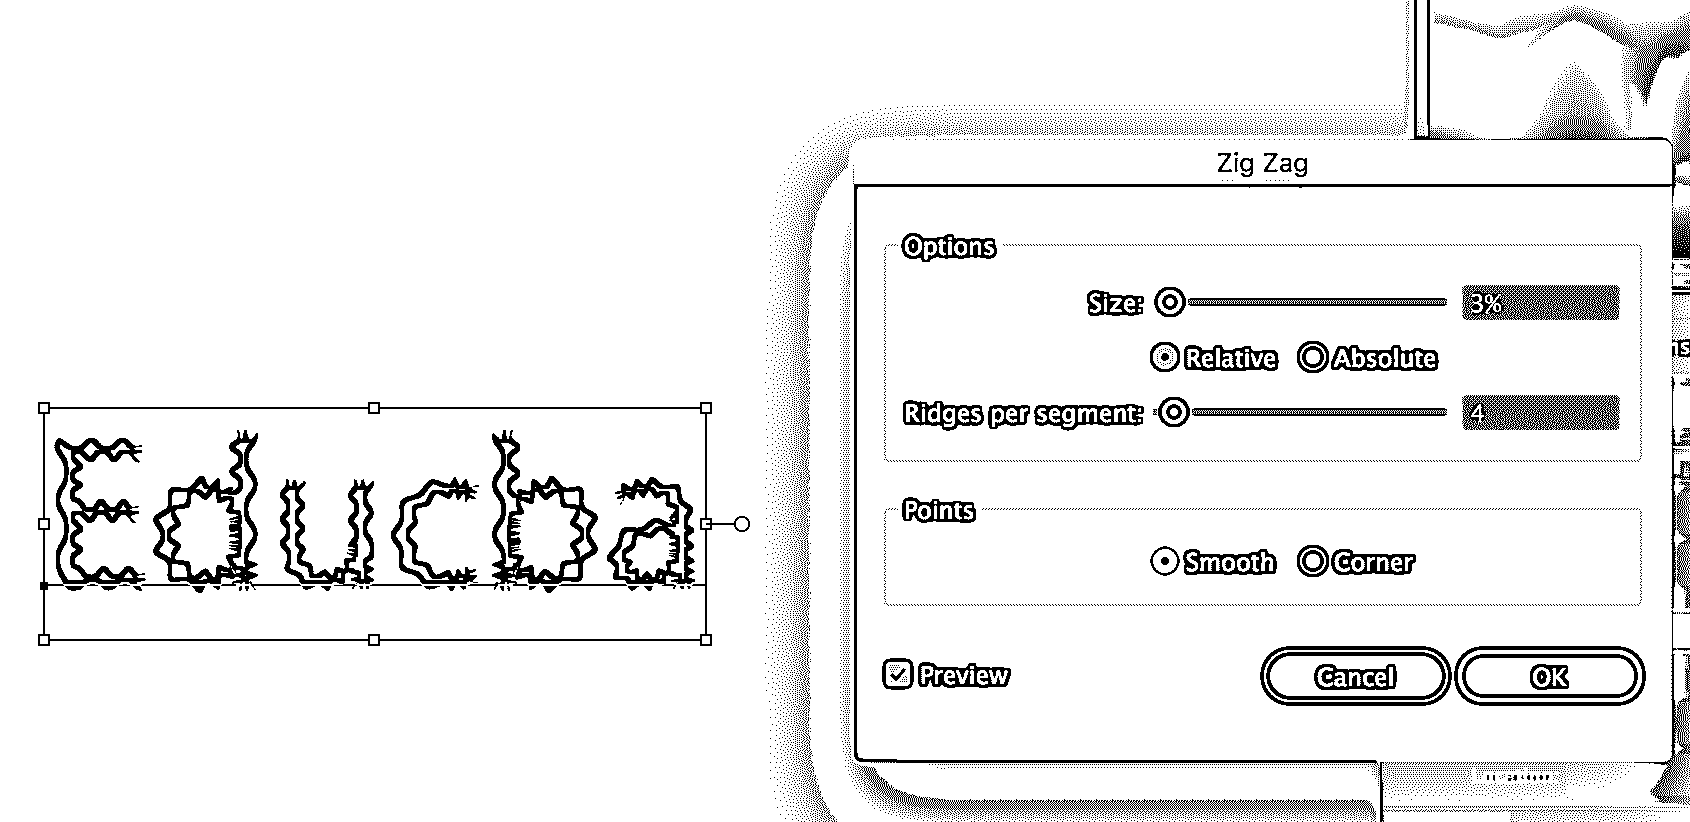 Zig Zag
Options
Size: 3%
Relative Absolute
Ridges per segment: 4
Educba
Points
Smooth Corner
Preview Cancel OK